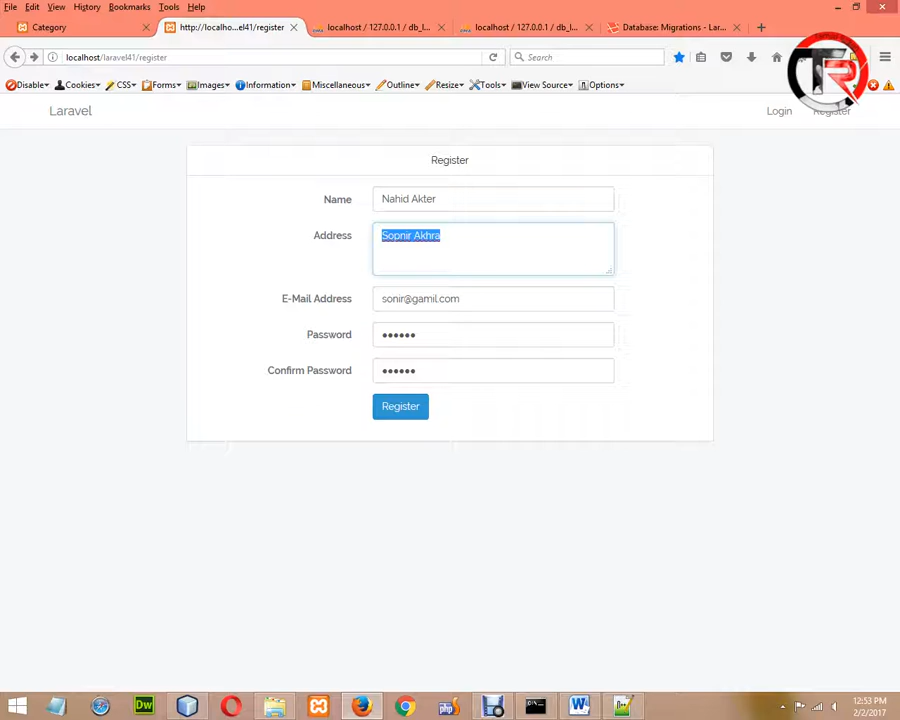 File Edit View History Bookmarks Tools Help
Category
http://localho...el41/register
localhost / 127.0.0.1 / db_l...
localhost / 127.0.0.1 / db_l...
Database: Migrations - Lar...
localhost/laravel41/register
Search
Disable Cookies CSS Forms Images Information Miscellaneous Outline Resize Tools View Source Options
Laravel
Login
Register
Register
Name
Nahid Akter
Address
Sopnir Akhra
E-Mail Address
sonir@gamil.com
Password
••••••
Confirm Password
••••••
Register
Dw
php
12:53 PM
2/2/2017